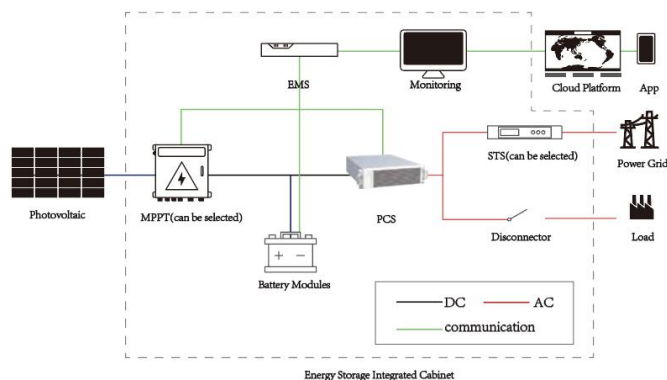 EMS
Monitoring
Cloud Platform
App
Photovoltaic
MPPT(can be selected)
PCS
STS(can be selected)
Power Grid
Disconnector
Load
Battery Modules
DC
AC
communication
Energy Storage Integrated Cabinet